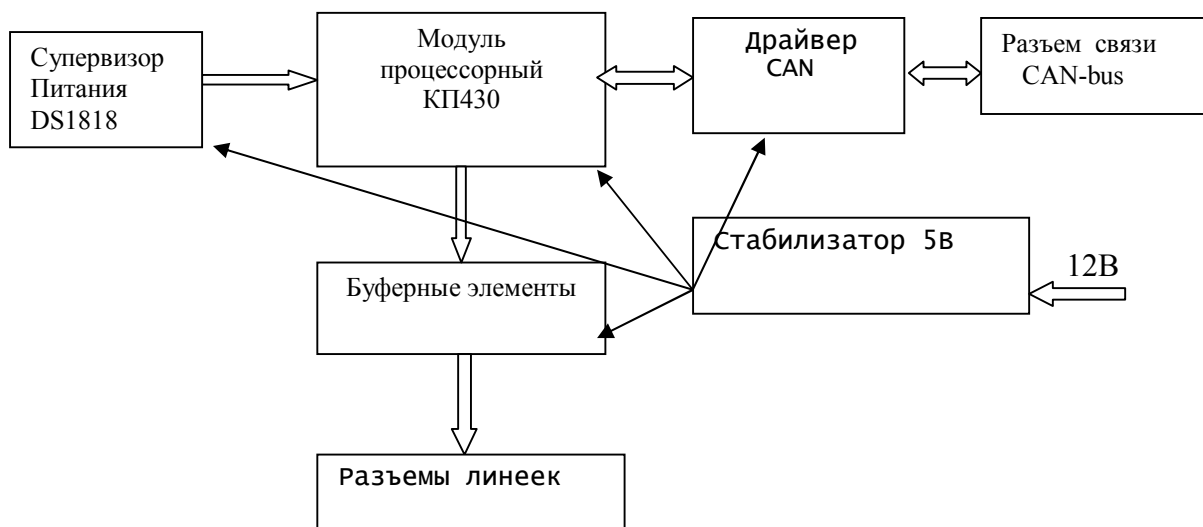 Супервизор
Питания
DS1818
Модуль
процессорный
КП430
Драйвер
CAN
Разъем связи
CAN-bus
Стабилизатор 5В
12В
Буферные элементы
Разъемы линеек